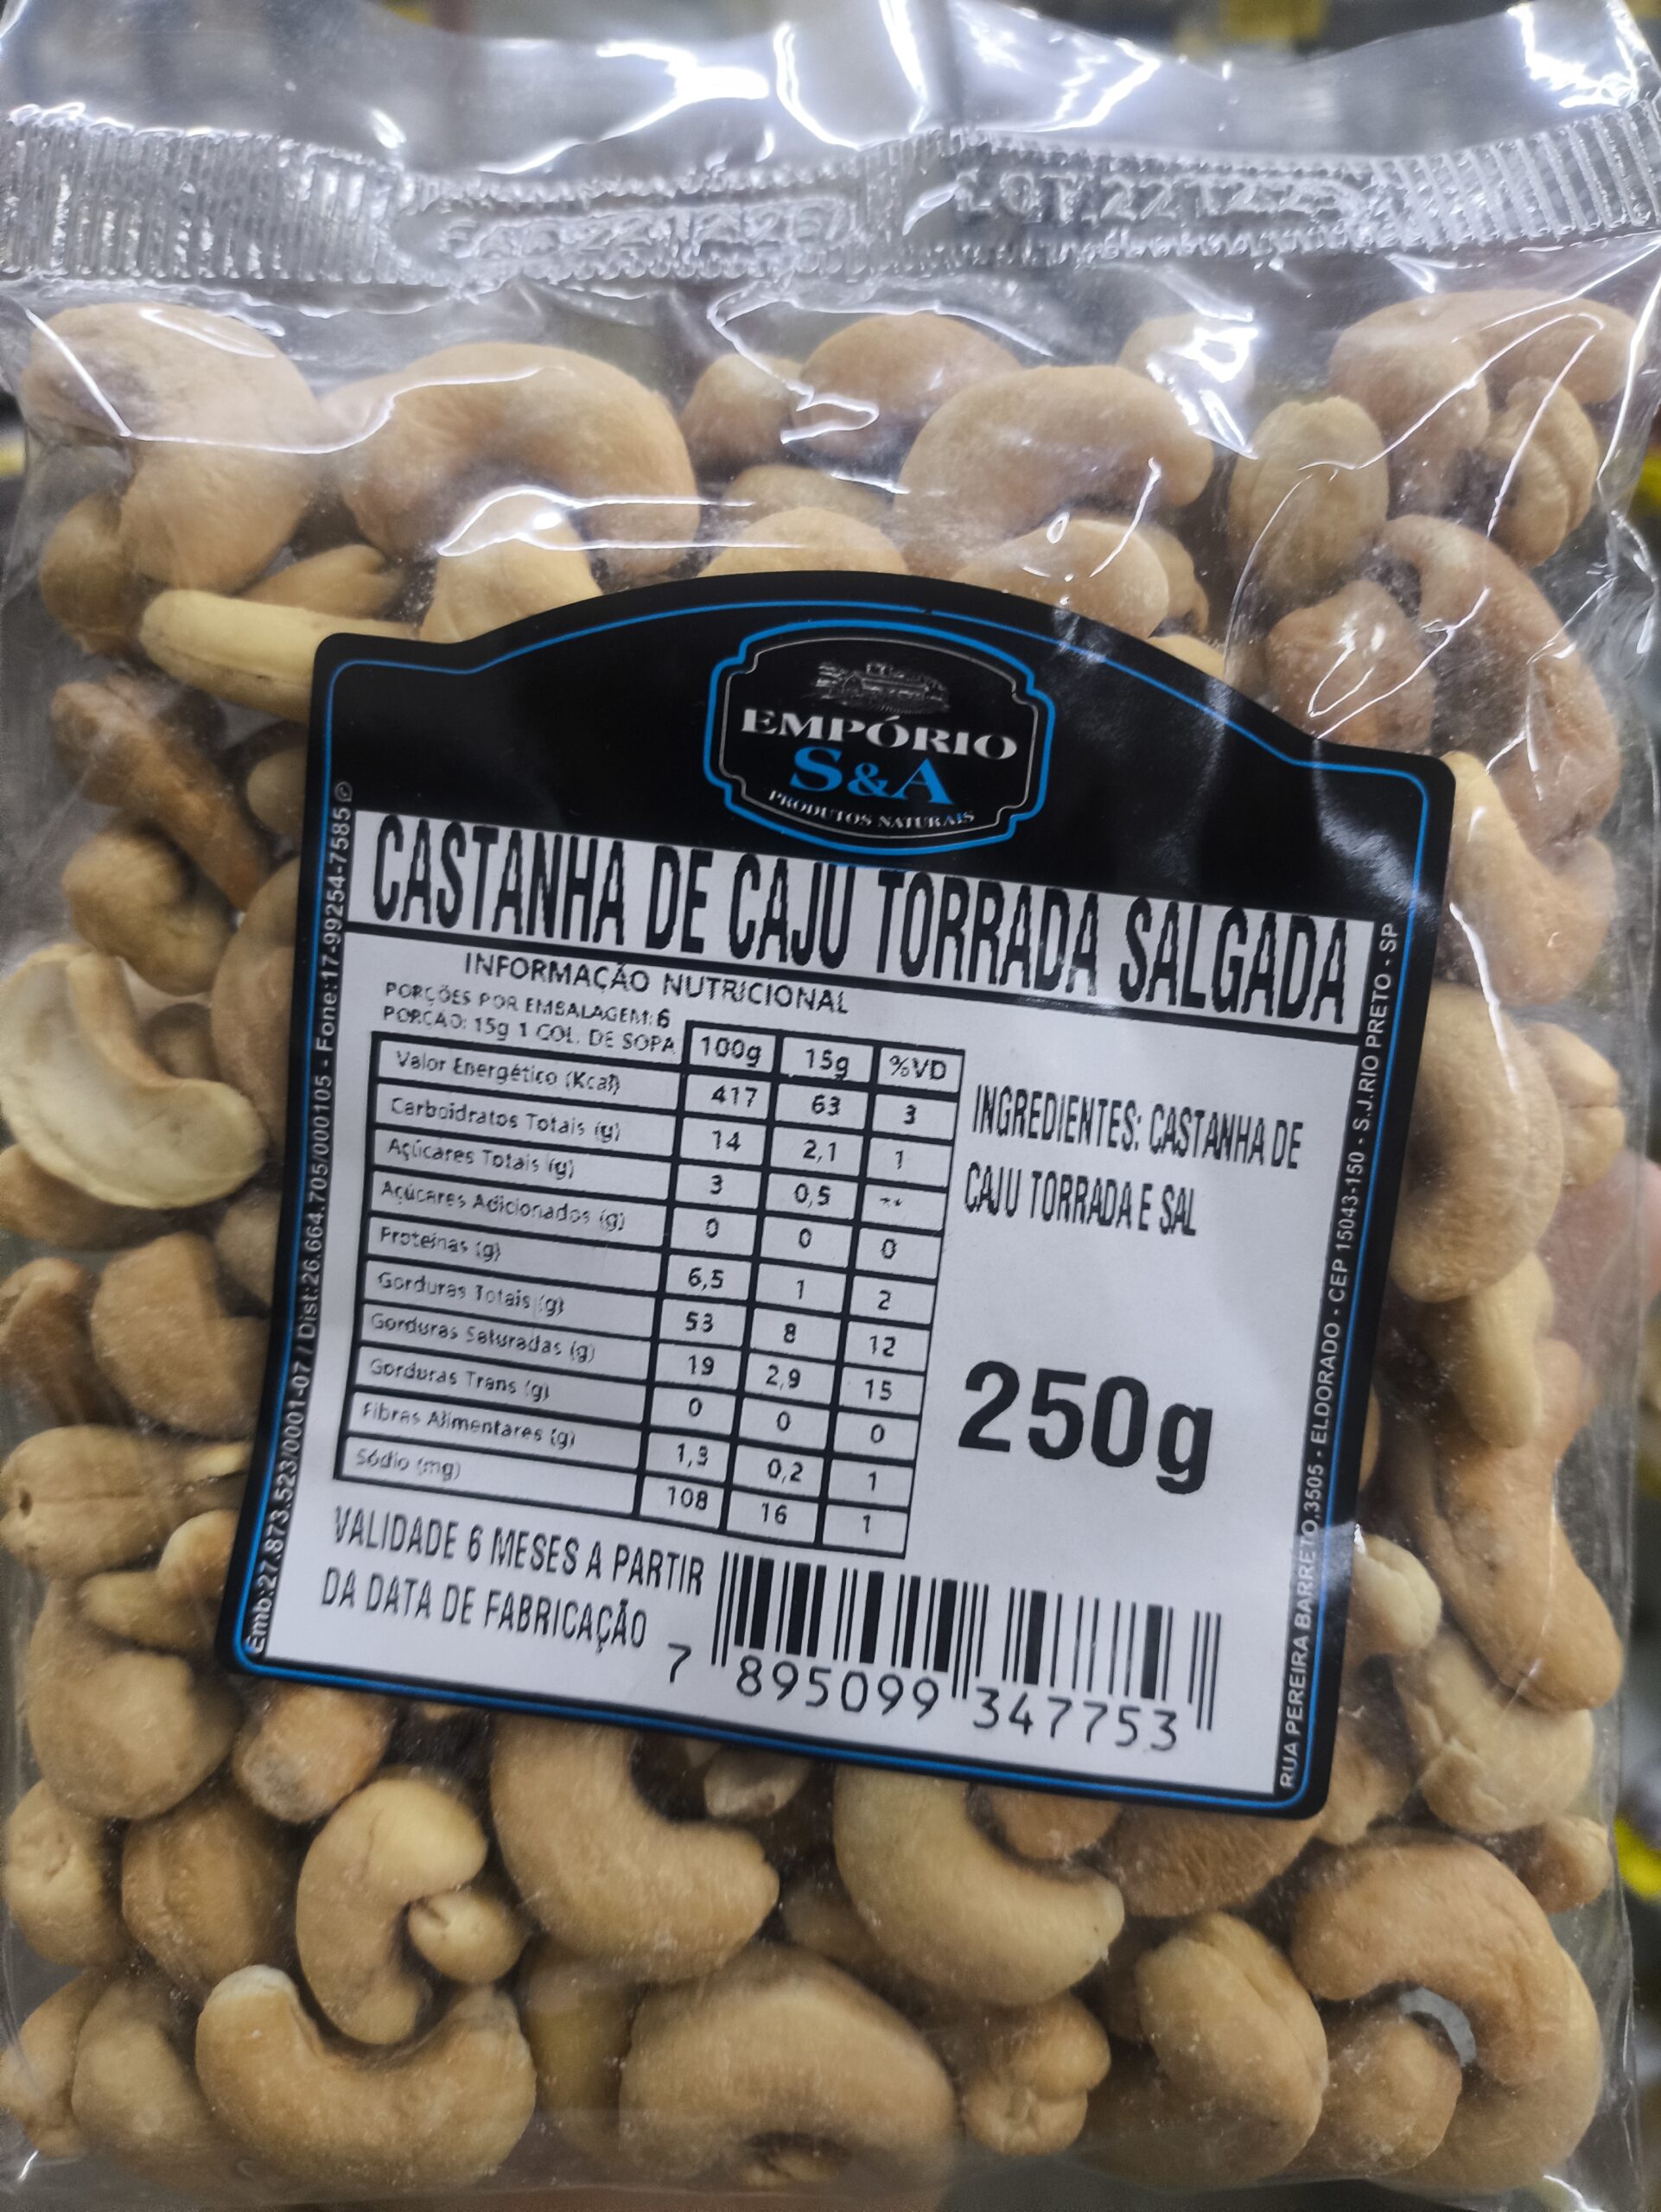 EMPÓRIO
S&A
PRODUTOS NATURAIS
CASTANHA DE CAJU TORRADA SALGADA
INFORMAÇÃO NUTRICIONAL
PORÇÕES POR EMBALAGEM: 6
PORÇÃO: 15g 1 COL. DE SOPA 100g 15g %VD
Valor Energético (Kcal) 417 63 3
Carboidratos Totais (g) 14 2,1 1
Açúcares Totais (g) 3 0,5 **
Açúcares Adicionados (g) 0 0 0
Proteínas (g) 6,5 1 2
Gorduras Totais (g) 53 8 12
Gorduras Saturadas (g) 19 2,9 15
Gorduras Trans (g) 0 0 0
Fibras Alimentares (g) 1,3 0,2 1
Sódio (mg) 108 16 1
INGREDIENTES: CASTANHA DE
CAJU TORRADA E SAL
250g
VALIDADE 6 MESES A PARTIR
DA DATA DE FABRICAÇÃO
7 895099 347753
Emb:27.873.523/0001-07 / Dist:26.664.705/000105 - Fone:17-99254-7585
RUA PEREIRA BARRETO,3505 - ELDORADO - CEP 15043-150 - S.J.RIO PRETO - SP